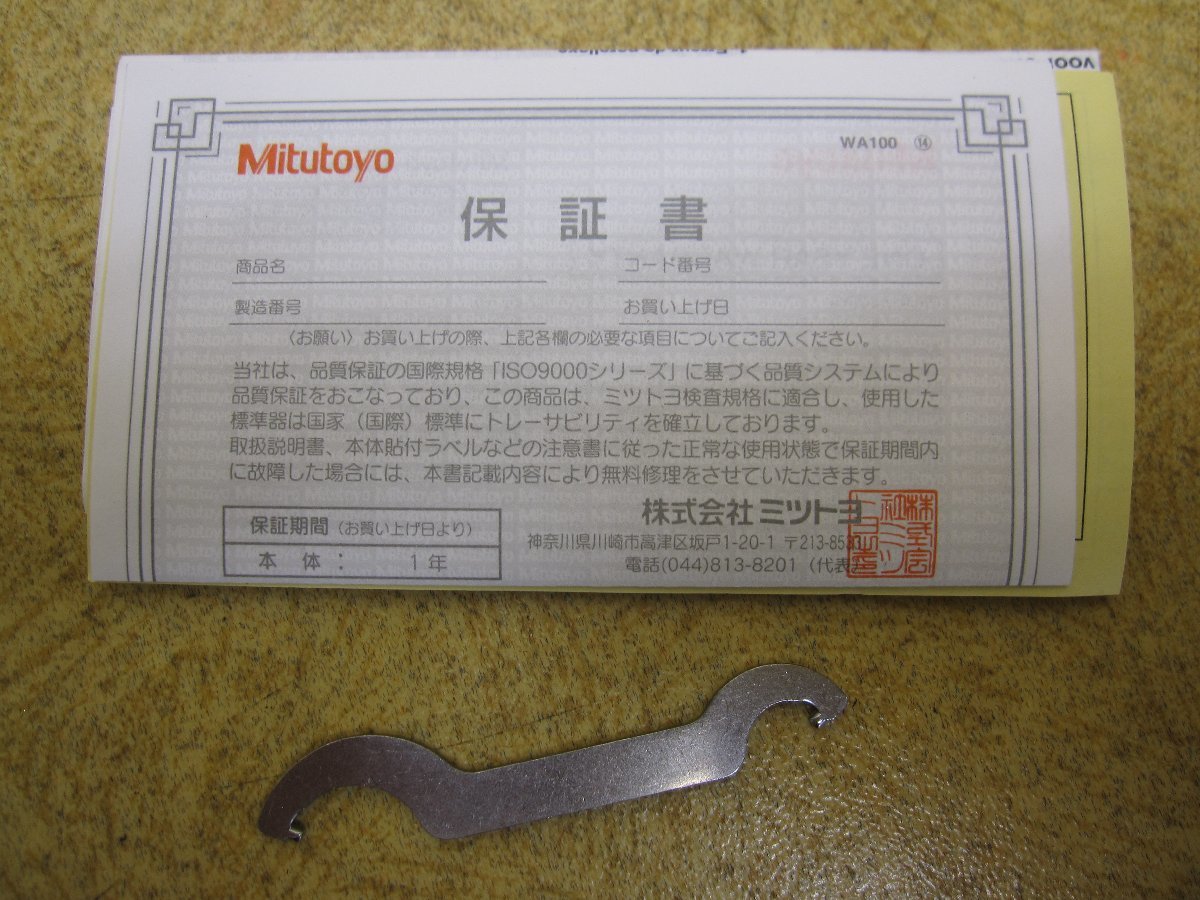 VOOR
Mitutoyo
WA100 ⑭
保証書
商品名
コード番号
製造番号
お買い上げ日
〈お願い〉お買い上げの際、上記各欄の必要な項目についてご記入ください。
当社は、品質保証の国際規格「ISO9000シリーズ」に基づく品質システムにより
品質保証をおこなっており、この商品は、ミツトヨ検査規格に適合し、使用した
標準器は国家（国際）標準にトレーサビリティを確立しております。
取扱説明書、本体貼付ラベルなどの注意書に従った正常な使用状態で保証期間内
に故障した場合には、本書記載内容により無料修理をさせていただきます。
保証期間（お買い上げ日より）
本体： 1年
株式会社ミツトヨ
神奈川県川崎市高津区坂戸1-20-1 〒213-85
電話(044)813-8201（代表